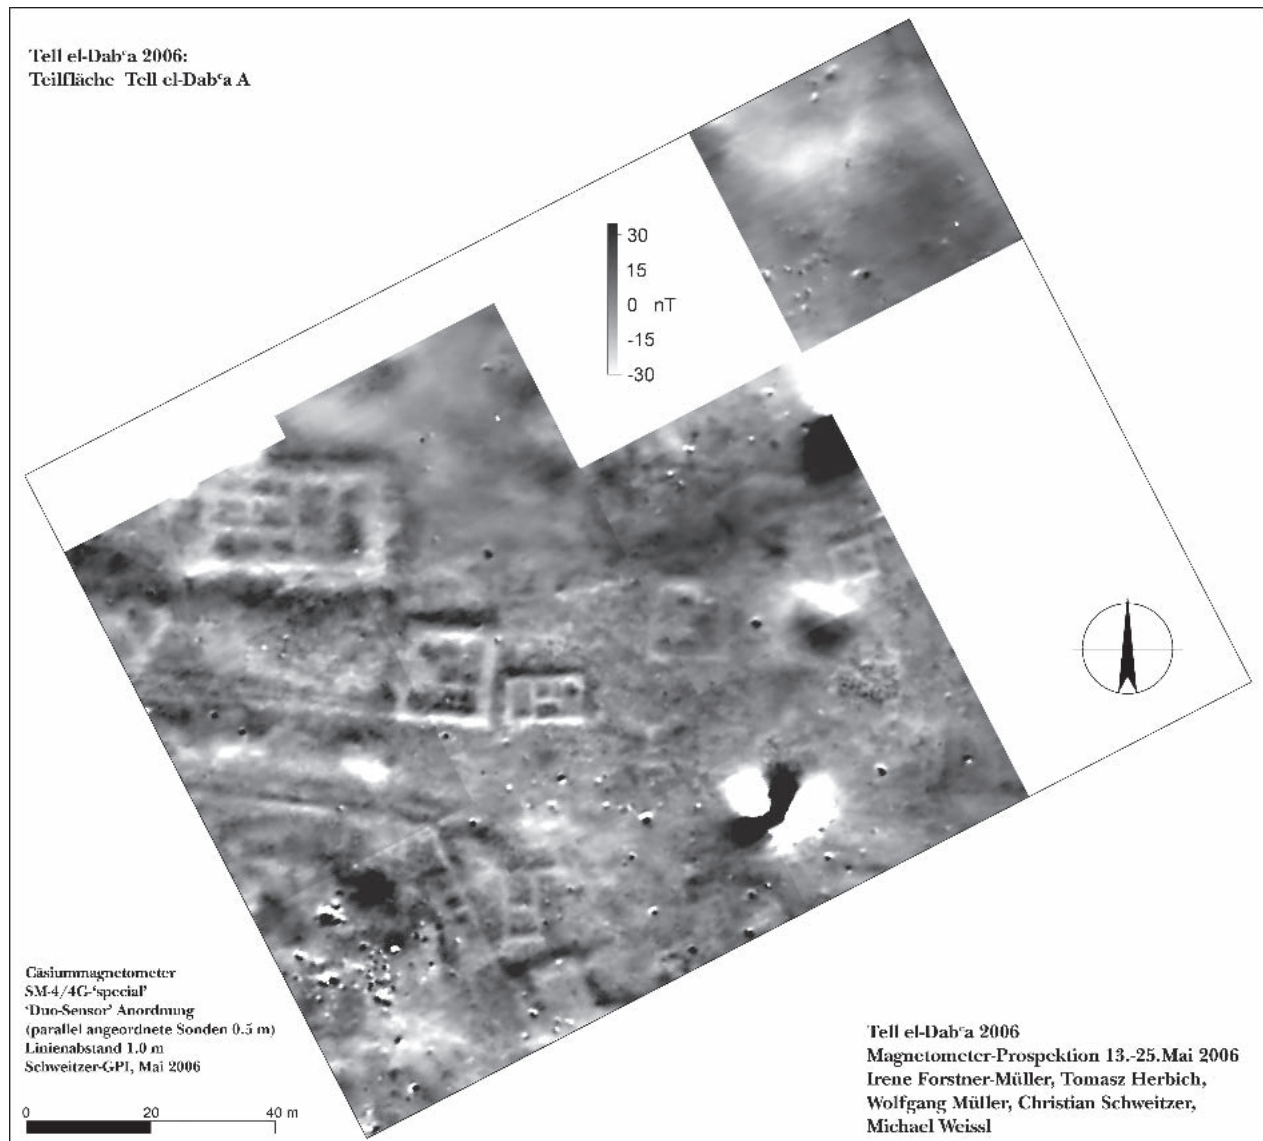 Tell el-Dabʿa 2006:
Teilfläche Tell el-Dabʿa A
30
15
0 nT
-15
-30
Cäsiummagnetometer
SM-4/4G-‘special’
‘Duo-Sensor’ Anordnung
(parallel angeordnete Sonden 0.5 m)
Linienabstand 1.0 m
Schweitzer-GPI, Mai 2006
0 20 40 m
Tell el-Dabʿa 2006
Magnetometer-Prospektion 13.-25.Mai 2006
Irene Forstner-Müller, Tomasz Herbich,
Wolfgang Müller, Christian Schweitzer,
Michael Weissl